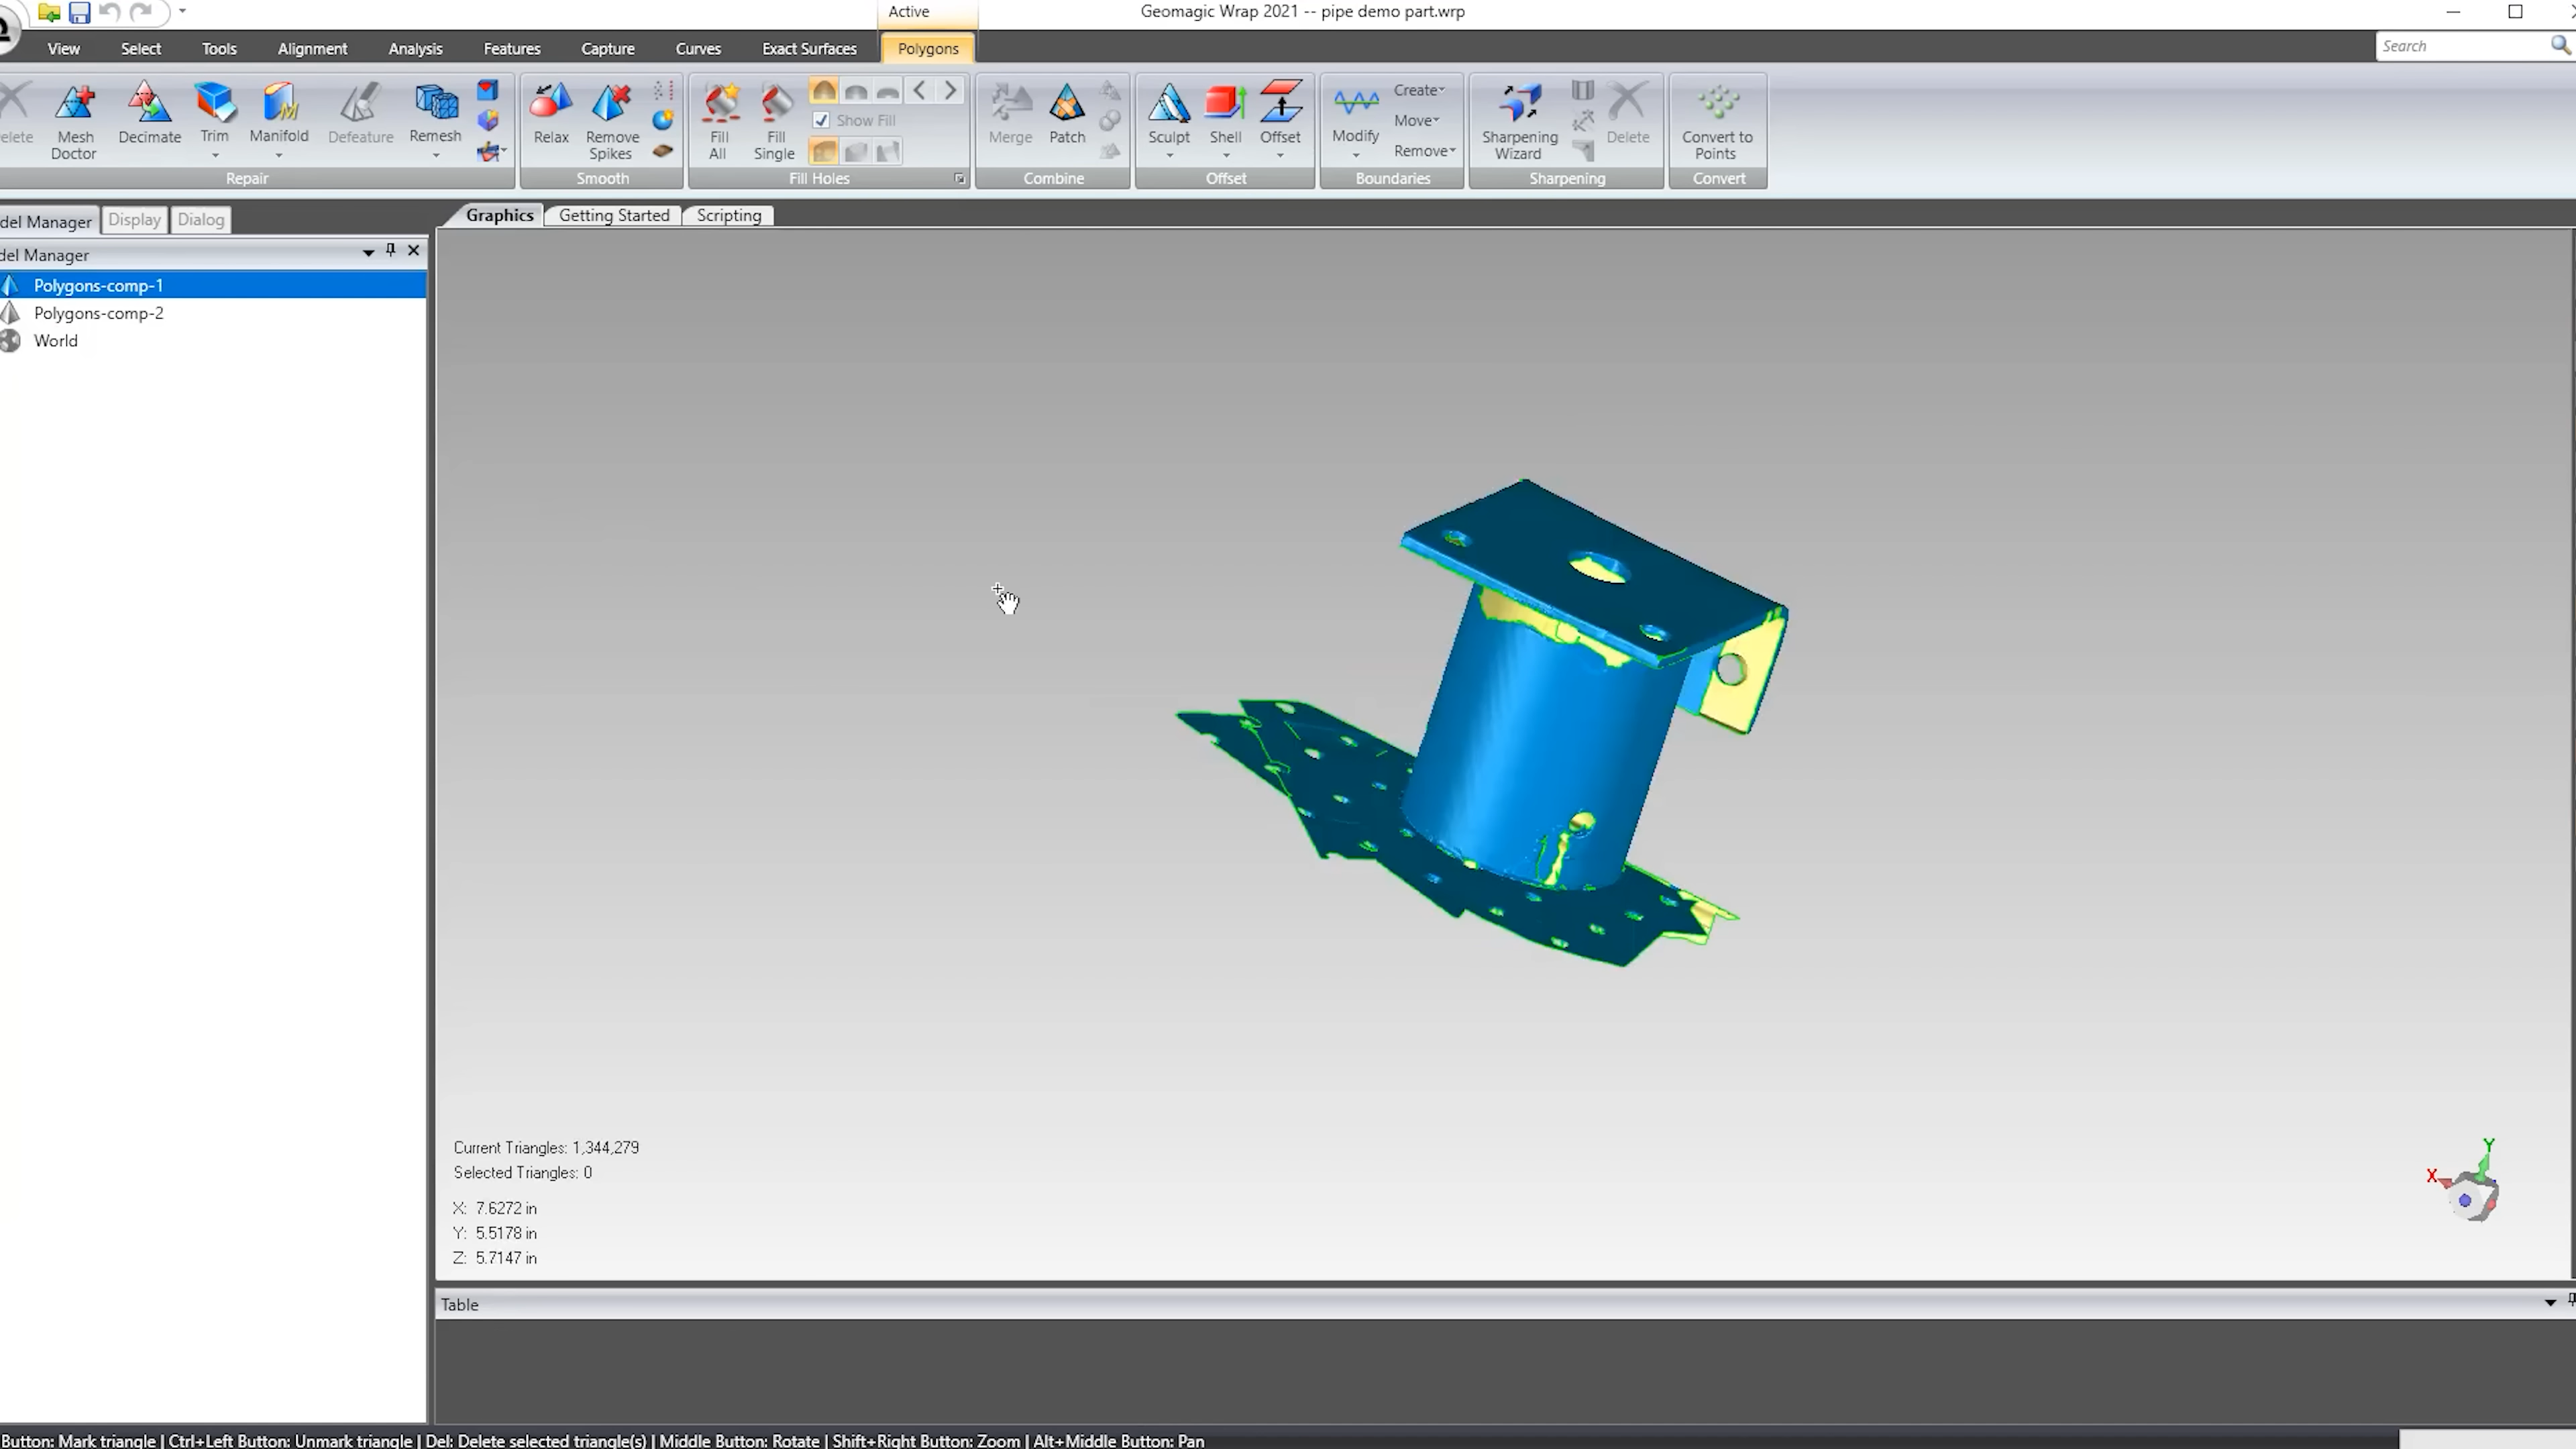 Active
Geomagic Wrap 2021 -- pipe demo part.wrp
View Select Tools Alignment Analysis Features Capture Curves Exact Surfaces Polygons
Search
elete
Mesh Doctor
Decimate
Trim
Manifold
Defeature
Remesh
Relax
Remove Spikes
Fill All
Fill Single
Show Fill
Merge
Patch
Sculpt
Shell
Offset
Modify
Create
Move
Remove
Sharpening Wizard
Delete
Convert to Points
Repair Smooth Fill Holes Combine Offset Boundaries Sharpening Convert
del Manager Display Dialog
Graphics Getting Started Scripting
del Manager
Polygons-comp-1
Polygons-comp-2
World
Current Triangles: 1,344,279
Selected Triangles: 0
X: 7.6272 in
Y: 5.5178 in
Z: 5.7147 in
Y
X
Table
Button: Mark triangle | Ctrl+Left Button: Unmark triangle | Del: Delete selected triangle(s) | Middle Button: Rotate | Shift+Right Button: Zoom | Alt+Middle Button: Pan